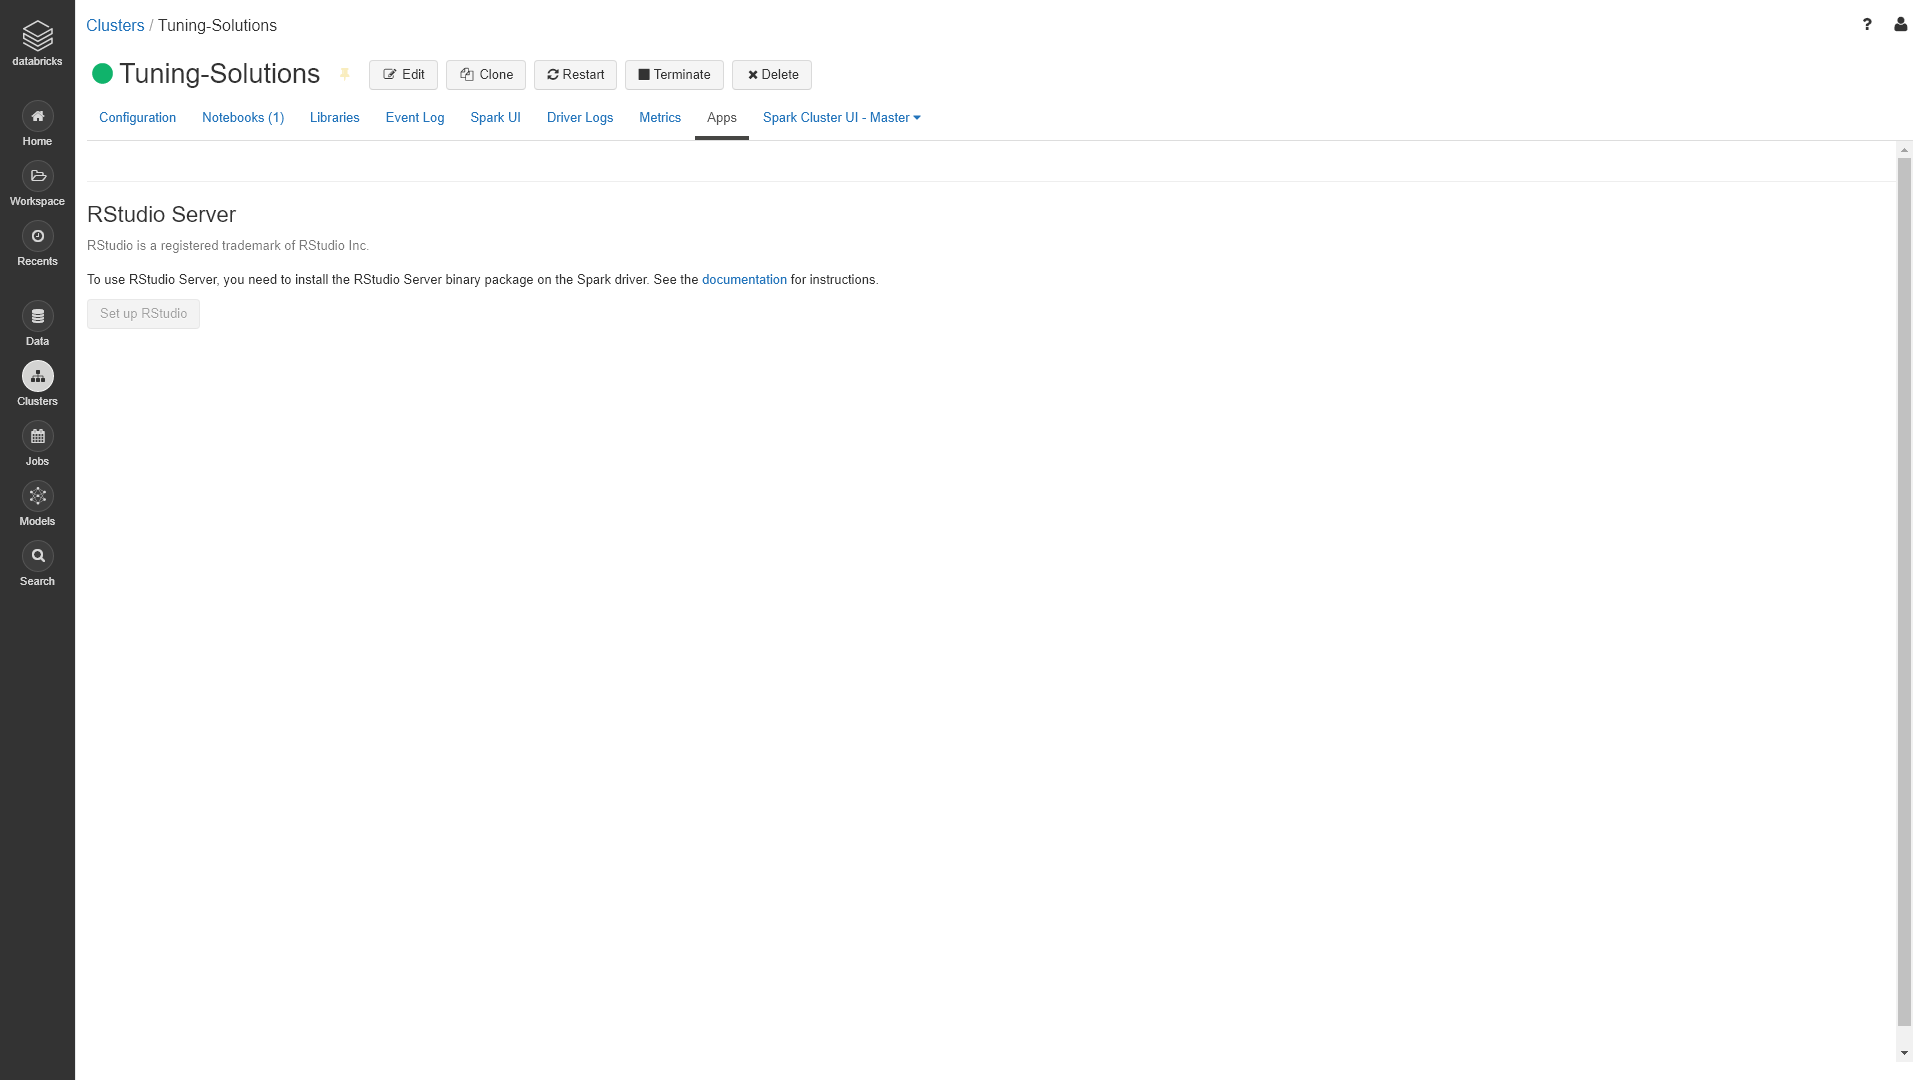 databricks
Home
Workspace
Recents
Data
Clusters
Jobs
Models
Search
Clusters / Tuning-Solutions
?
Tuning-Solutions
Edit Clone Restart Terminate Delete
Configuration Notebooks (1) Libraries Event Log Spark UI Driver Logs Metrics Apps Spark Cluster UI - Master
RStudio Server
RStudio is a registered trademark of RStudio Inc.
To use RStudio Server, you need to install the RStudio Server binary package on the Spark driver. See the documentation for instructions.
Set up RStudio